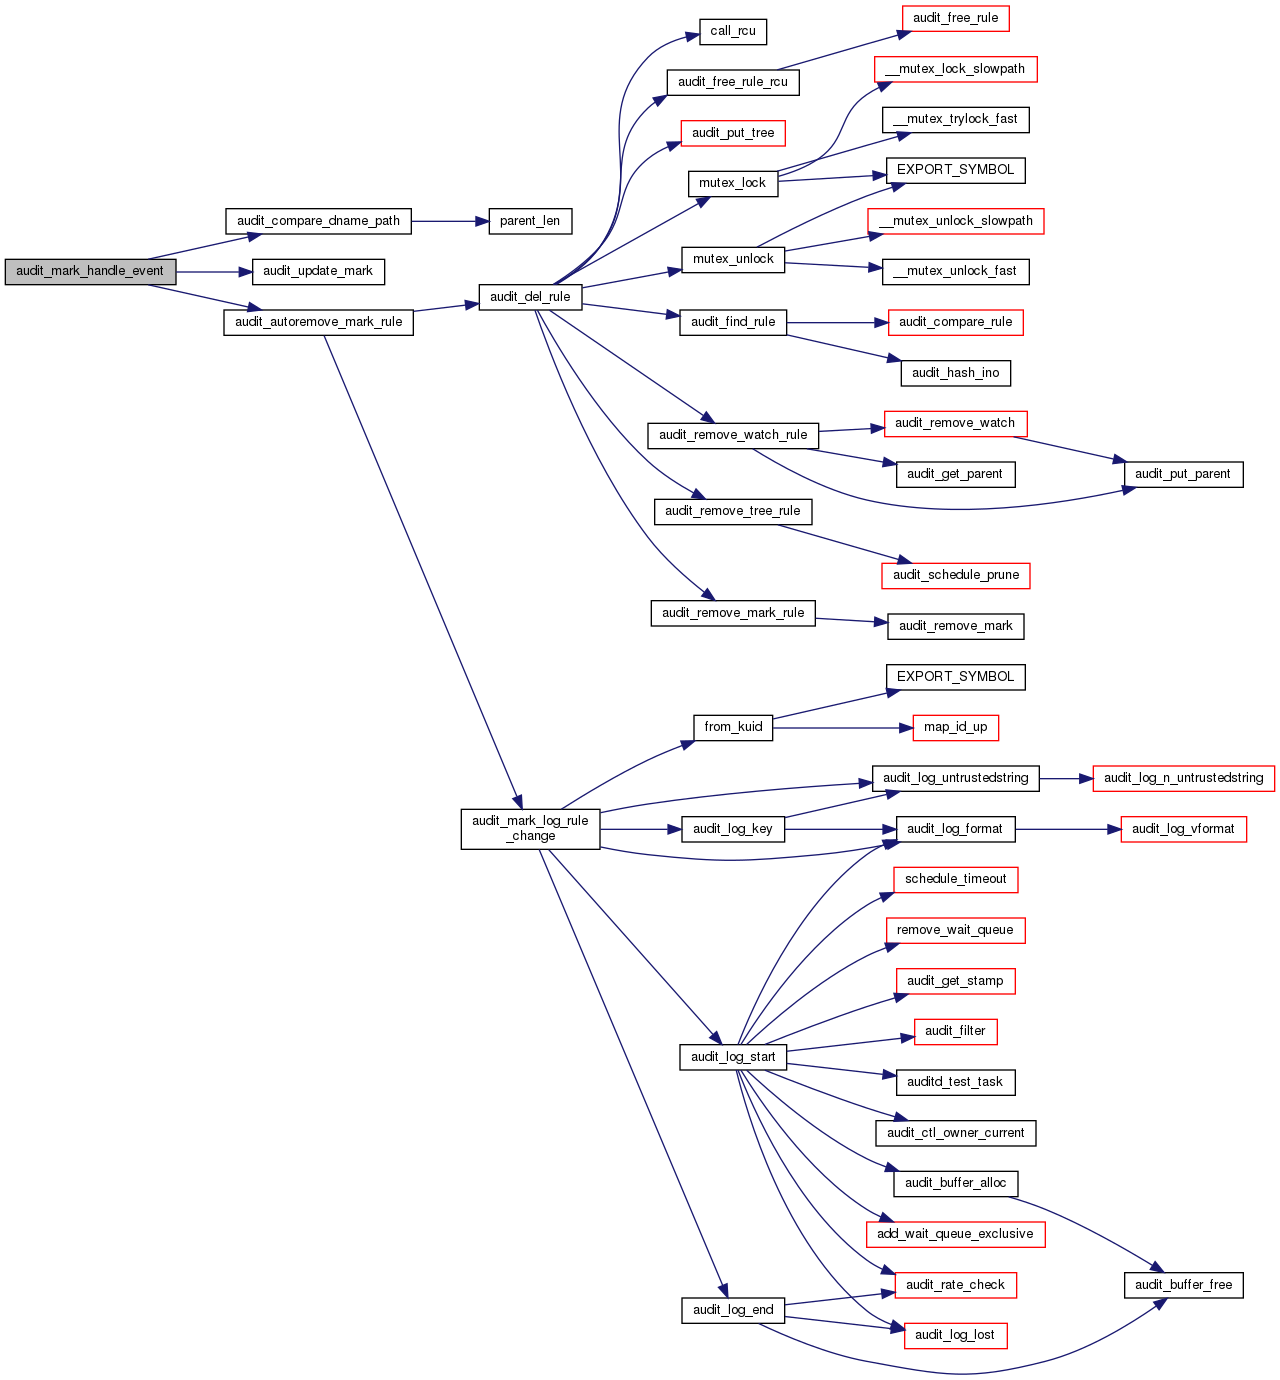 call_rcu
audit_free_rule
audit_free_rule_rcu
__mutex_lock_slowpath
audit_put_tree
__mutex_trylock_fast
mutex_lock
EXPORT_SYMBOL
audit_compare_dname_path
parent_len
__mutex_unlock_slowpath
audit_mark_handle_event
audit_update_mark
mutex_unlock
__mutex_unlock_fast
audit_del_rule
audit_autoremove_mark_rule
audit_find_rule
audit_compare_rule
audit_hash_ino
audit_remove_watch_rule
audit_remove_watch
audit_get_parent
audit_put_parent
audit_remove_tree_rule
audit_schedule_prune
audit_remove_mark_rule
audit_remove_mark
EXPORT_SYMBOL
from_kuid
map_id_up
audit_log_untrustedstring
audit_log_n_untrustedstring
audit_mark_log_rule
_change
audit_log_key
audit_log_format
audit_log_vformat
schedule_timeout
remove_wait_queue
audit_get_stamp
audit_filter
audit_log_start
auditd_test_task
audit_ctl_owner_current
audit_buffer_alloc
add_wait_queue_exclusive
audit_rate_check
audit_buffer_free
audit_log_end
audit_log_lost